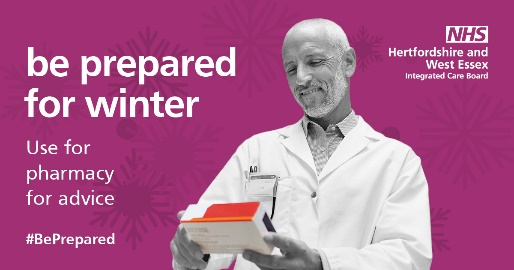 be prepared
for winter
Use for
pharmacy
for advice
#BePrepared
NHS
Hertfordshire and
West Essex
Integrated Care Board